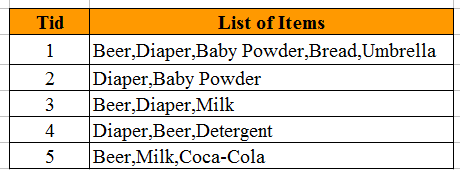 Tid List of Items
1 Beer,Diaper,Baby Powder,Bread,Umbrella
2 Diaper,Baby Powder
3 Beer,Diaper,Milk
4 Diaper,Beer,Detergent
5 Beer,Milk,Coca-Cola